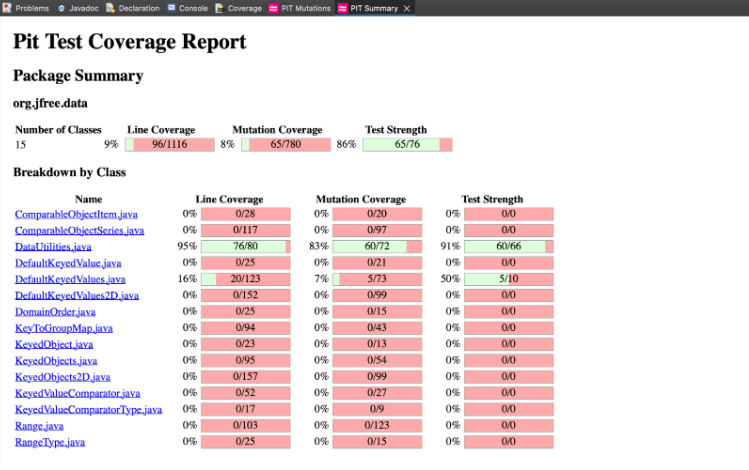 Problems Javadoc Declaration Console Coverage PIT Mutations PIT Summary
Pit Test Coverage Report
Package Summary
org.jfree.data
Number of Classes Line Coverage Mutation Coverage Test Strength
15 9% 96/1116 8% 65/780 86% 65/76
Breakdown by Class
Name Line Coverage Mutation Coverage Test Strength
ComparableObjectItem.java 0% 0/28 0% 0/20 0% 0/0
ComparableObjectSeries.java 0% 0/117 0% 0/97 0% 0/0
DataUtilities.java 95% 76/80 83% 60/72 91% 60/66
DefaultKeyedValue.java 0% 0/25 0% 0/21 0% 0/0
DefaultKeyedValues.java 16% 20/123 7% 5/73 50% 5/10
DefaultKeyedValues2D.java 0% 0/152 0% 0/99 0% 0/0
DomainOrder.java 0% 0/25 0% 0/15 0% 0/0
KeyToGroupMap.java 0% 0/94 0% 0/43 0% 0/0
KeyedObject.java 0% 0/23 0% 0/13 0% 0/0
KeyedObjects.java 0% 0/95 0% 0/54 0% 0/0
KeyedObjects2D.java 0% 0/157 0% 0/99 0% 0/0
KeyedValueComparator.java 0% 0/52 0% 0/27 0% 0/0
KeyedValueComparatorType.java 0% 0/17 0% 0/9 0% 0/0
Range.java 0% 0/103 0% 0/123 0% 0/0
RangeType.java 0% 0/25 0% 0/15 0% 0/0